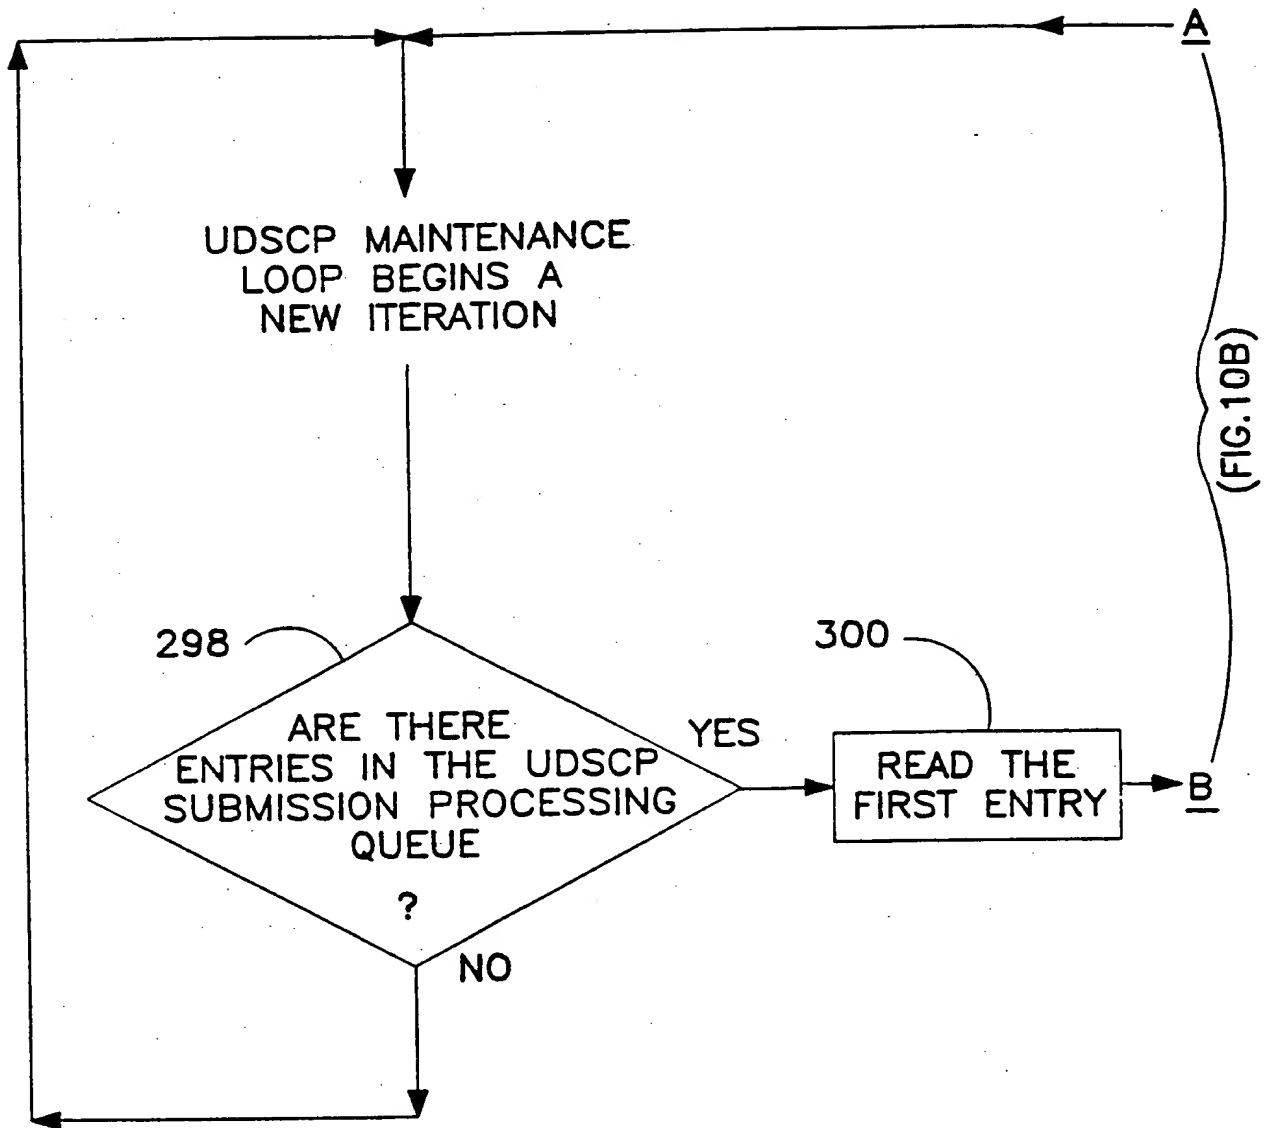 A
UDSCP MAINTENANCE
LOOP BEGINS A
NEW ITERATION
(FIG.10B)
298
300
ARE THERE
ENTRIES IN THE UDSCP
SUBMISSION PROCESSING
QUEUE
?
YES
READ THE
FIRST ENTRY
B
NO